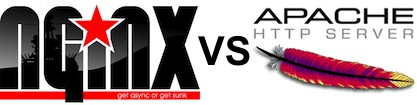 NGiNX
get async or get sunk
VS
APACHE
HTTP SERVER